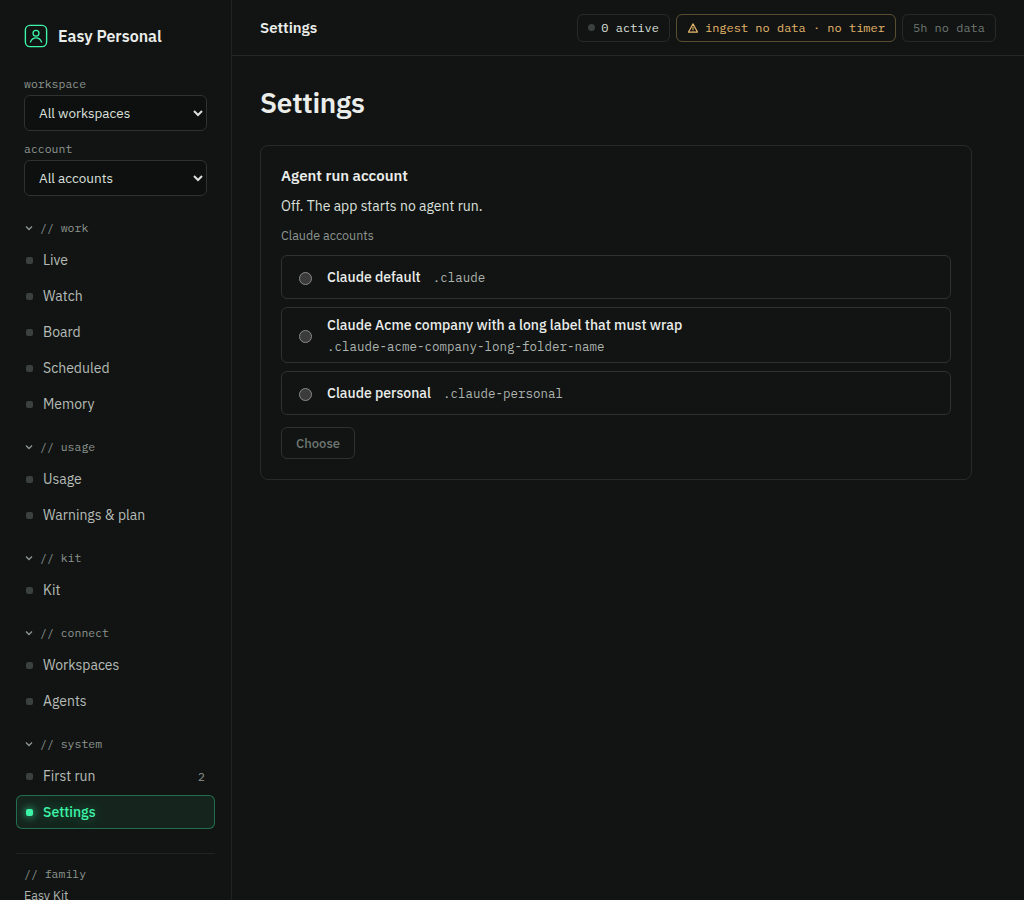 Easy Personal
workspace
All workspaces
account
All accounts
// work
Live
Watch
Board
Scheduled
Memory
// usage
Usage
Warnings & plan
// kit
Kit
// connect
Workspaces
Agents
// system
First run 2
Settings
// family
Easy Kit
Settings
0 active
ingest no data · no timer
5h no data
Settings
Agent run account
Off. The app starts no agent run.
Claude accounts
Claude default .claude
Claude Acme company with a long label that must wrap
.claude-acme-company-long-folder-name
Claude personal .claude-personal
Choose